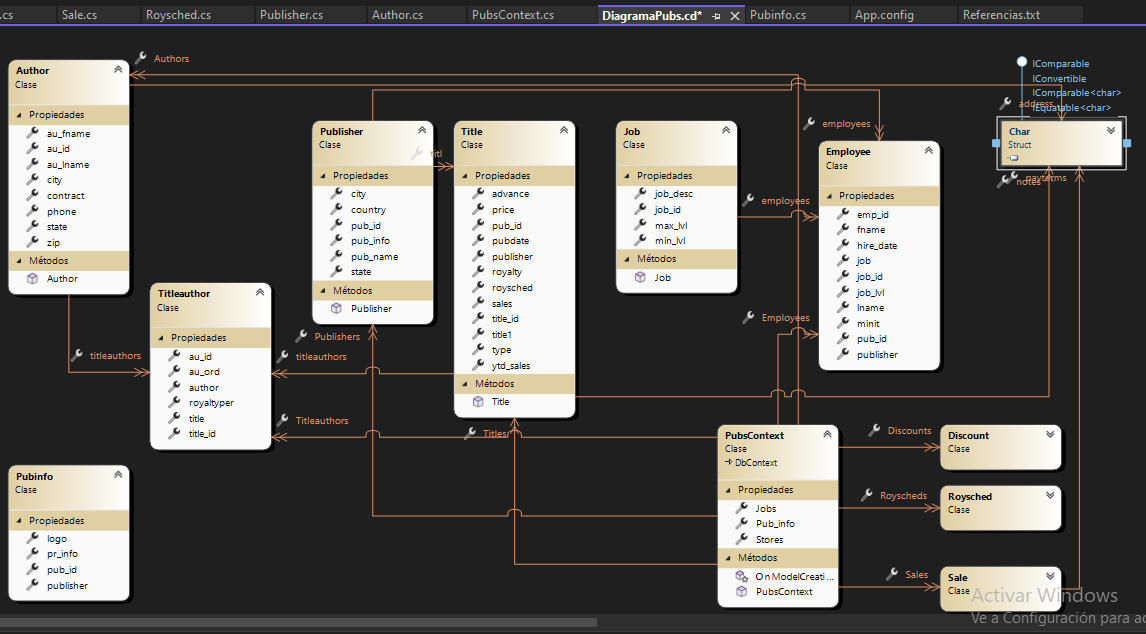 .cs
Sale.cs
Roysched.cs
Publisher.cs
Author.cs
PubsContext.cs
DiagramaPubs.cd*
Pubinfo.cs
App.config
Referencias.txt
Authors
Author
Clase
Propiedades
au_fname
au_id
au_lname
city
contract
phone
state
zip
Métodos
Author
titleauthors
Titleauthor
Clase
Propiedades
au_id
au_ord
author
royaltyper
title
title_id
Pubinfo
Clase
Propiedades
logo
pr_info
pub_id
publisher
Publisher
Clase
Propiedades
city
country
pub_id
pub_info
pub_name
state
Métodos
Publisher
titl
Publishers
titleauthors
Titleauthors
Title
Clase
Propiedades
advance
price
pub_id
pubdate
publisher
royalty
roysched
sales
title_id
title1
type
ytd_sales
Métodos
Title
Titles
Job
Clase
Propiedades
job_desc
job_id
max_lvl
min_lvl
Métodos
Job
employees
employees
Employees
Employee
Clase
Propiedades
emp_id
fname
hire_date
job
job_id
job_lvl
lname
minit
pub_id
publisher
IComparable
IConvertible
IComparable<char>
IEquatable<char>
address
Char
Struct
payterms
notes
PubsContext
Clase
DbContext
Propiedades
Jobs
Pub_info
Stores
Métodos
OnModelCreati...
PubsContext
Discounts
Discount
Clase
Royscheds
Roysched
Clase
Sales
Sale
Clase
Activar Windows
Ve a Configuración para ac